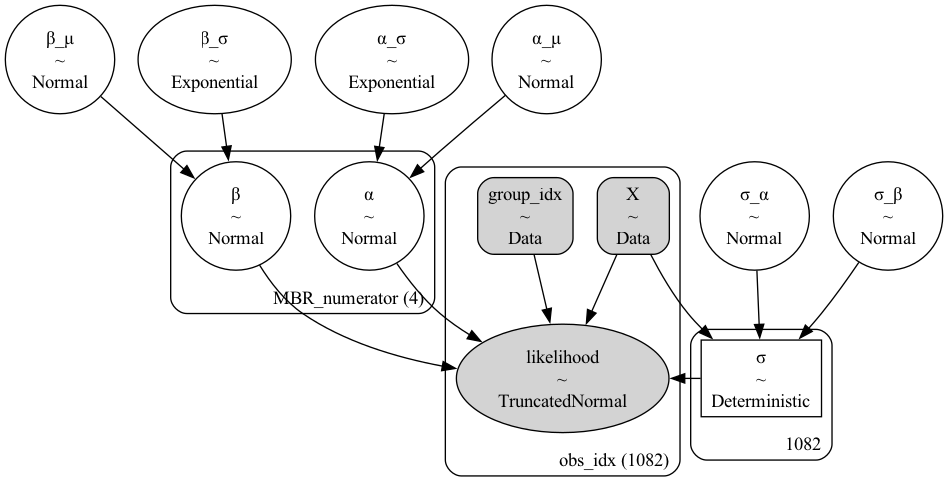 β_μ
~
Normal
β_σ
~
Exponential
α_σ
~
Exponential
α_μ
~
Normal
β
~
Normal
α
~
Normal
MBR_numerator (4)
group_idx
~
Data
X
~
Data
σ_α
~
Normal
σ_β
~
Normal
likelihood
~
TruncatedNormal
obs_idx (1082)
σ
~
Deterministic
1082